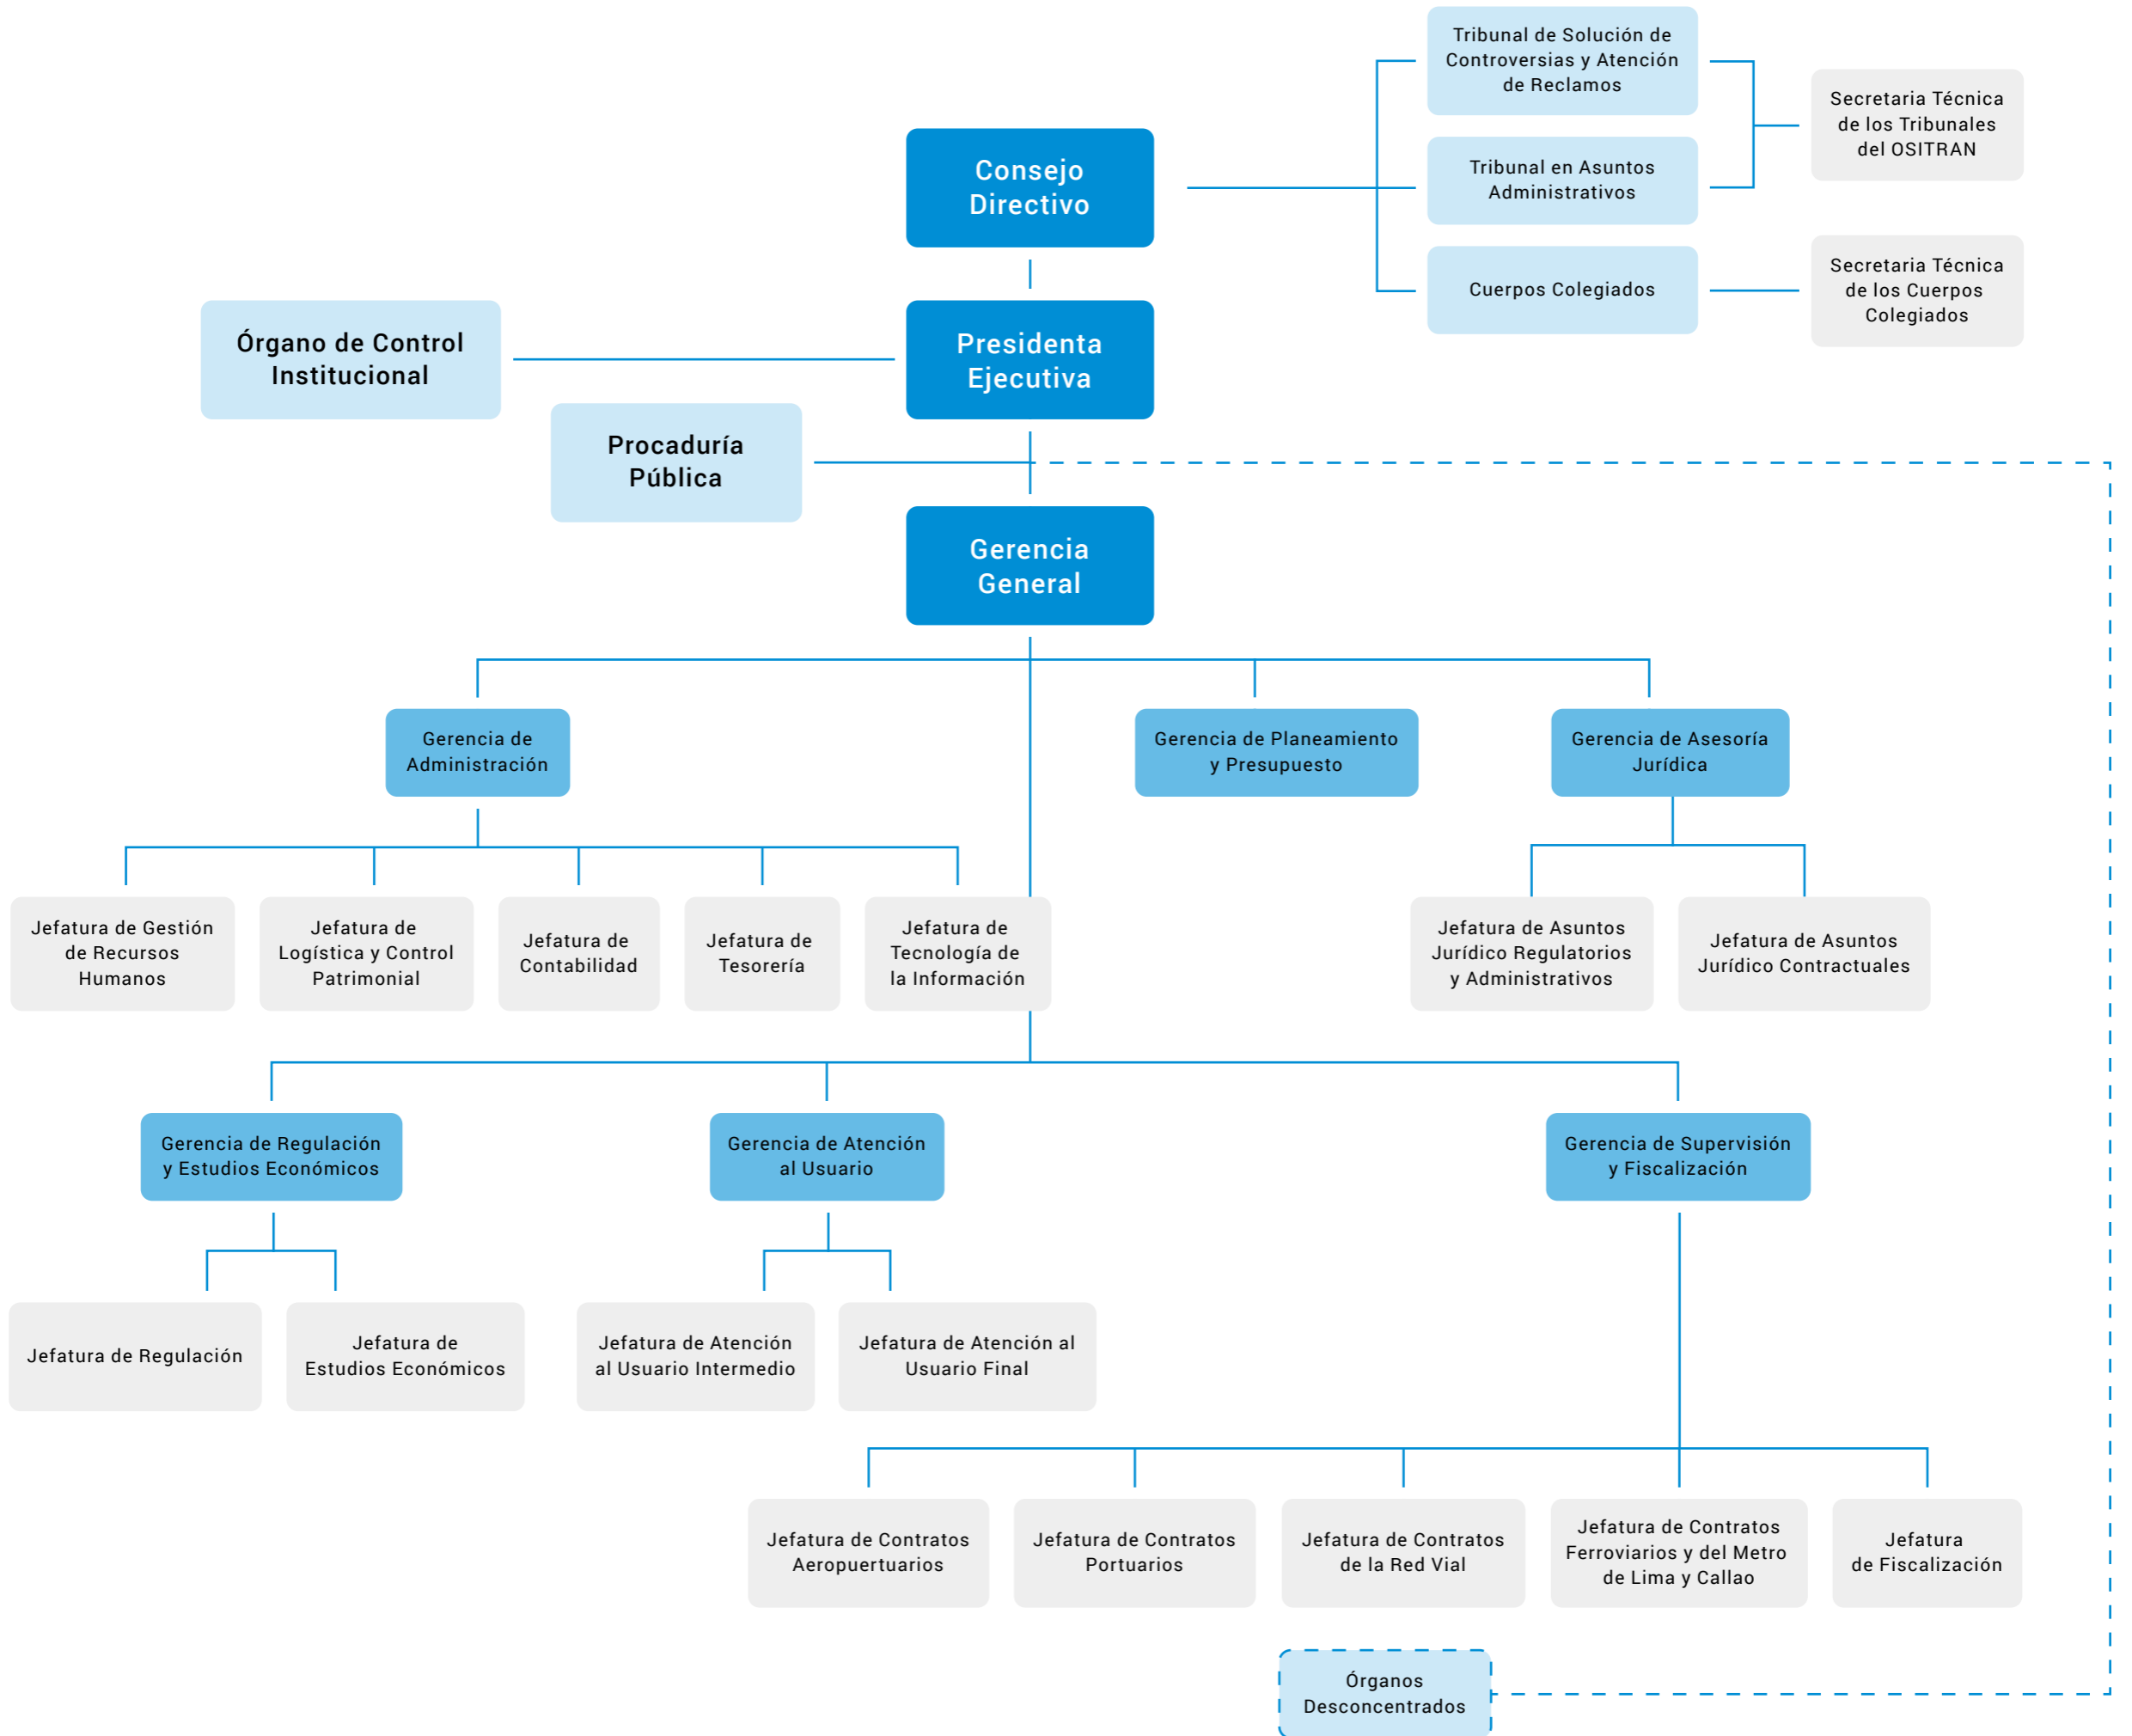 Tribunal de Solución de
Controversias y Atención
de Reclamos
Secretaria Técnica
de los Tribunales
del OSITRAN
Consejo
Directivo
Tribunal en Asuntos
Administrativos
Cuerpos Colegiados
Secretaria Técnica
de los Cuerpos
Colegiados
Órgano de Control
Institucional
Presidenta
Ejecutiva
Procaduría
Pública
Gerencia
General
Gerencia de
Administración
Gerencia de Planeamiento
y Presupuesto
Gerencia de Asesoría
Jurídica
Jefatura de Gestión
de Recursos
Humanos
Jefatura de
Logística y Control
Patrimonial
Jefatura de
Contabilidad
Jefatura de
Tesorería
Jefatura de
Tecnología de
la Información
Jefatura de Asuntos
Jurídico Regulatorios
y Administrativos
Jefatura de Asuntos
Jurídico Contractuales
Gerencia de Regulación
y Estudios Económicos
Gerencia de Atención
al Usuario
Gerencia de Supervisión
y Fiscalización
Jefatura de Regulación
Jefatura de
Estudios Económicos
Jefatura de Atención
al Usuario Intermedio
Jefatura de Atención al
Usuario Final
Jefatura de Contratos
Aeropuertuarios
Jefatura de Contratos
Portuarios
Jefatura de Contratos
de la Red Vial
Jefatura de Contratos
Ferroviarios y del Metro
de Lima y Callao
Jefatura
de Fiscalización
Órganos
Desconcentrados